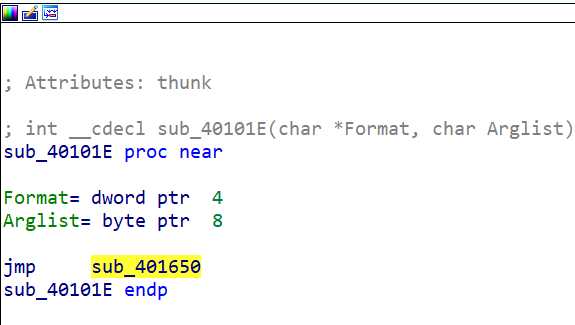 ; Attributes: thunk
; int __cdecl sub_40101E(char *Format, char Arglist)
sub_40101E proc near
Format= dword ptr  4
Arglist= byte ptr  8
jmp     sub_401650
sub_40101E endp